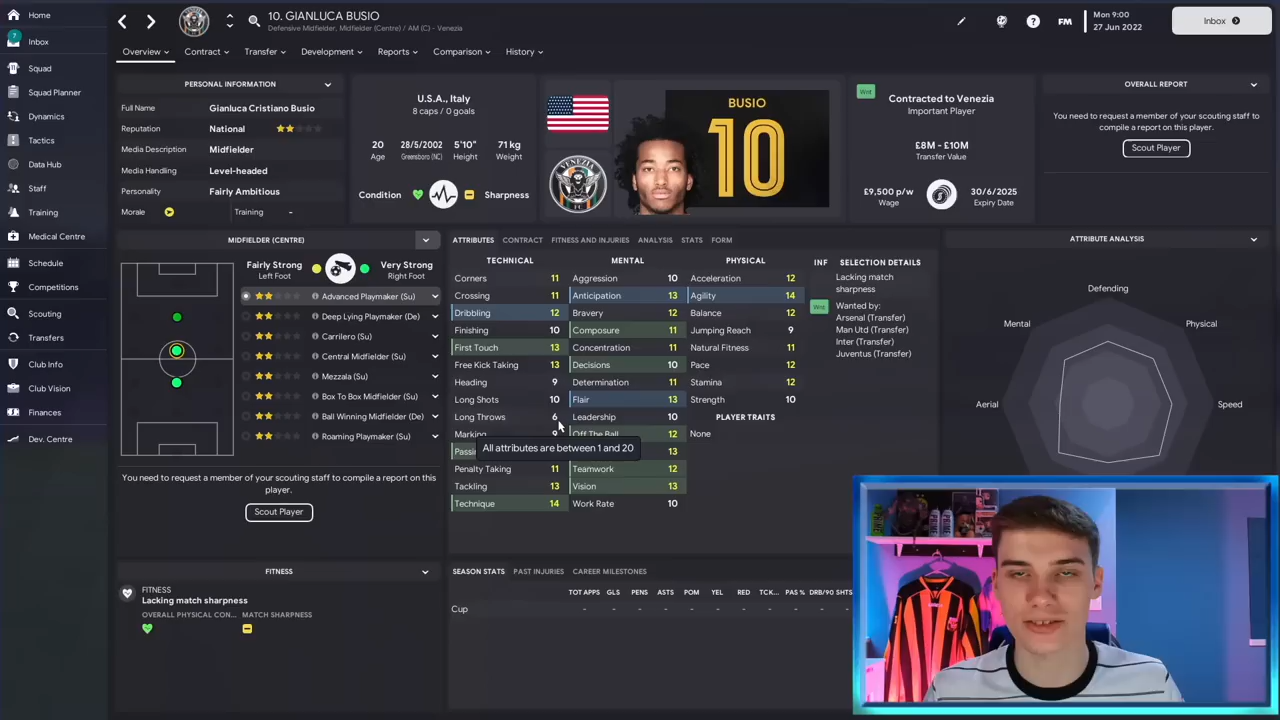 Home
Inbox
Squad
Squad Planner
Dynamics
Tactics
Data Hub
Staff
Training
Medical Centre
Schedule
Competitions
Scouting
Transfers
Club Info
Club Vision
Finances
Dev. Centre
10. GIANLUCA BUSIO
Defensive Midfielder, Midfielder (Centre) / AM (C) - Venezia
FM
Mon 9:00
27 Jun 2022
Inbox
Overview
Contract
Transfer
Development
Reports
Comparison
History
PERSONAL INFORMATION
Full Name Gianluca Cristiano Busio
Reputation National
Media Description Midfielder
Media Handling Level-headed
Personality Fairly Ambitious
Morale Training -
U.S.A., Italy
8 caps / 0 goals
20 28/5/2002 5'10" 71 kg
Age Greensboro (NC) Height Weight
Condition Sharpness
BUSIO
10
Wnt
Contracted to Venezia
Important Player
£8M - £10M
Transfer Value
£9,500 p/w 30/6/2025
Wage Expiry Date
OVERALL REPORT
You need to request a member of your scouting staff to
compile a report on this player.
Scout Player
MIDFIELDER (CENTRE)
Fairly Strong Very Strong
Left Foot Right Foot
Advanced Playmaker (Su)
Deep Lying Playmaker (De)
Carrilero (Su)
Central Midfielder (Su)
Mezzala (Su)
Box To Box Midfielder (Su)
Ball Winning Midfielder (De)
Roaming Playmaker (Su)
You need to request a member of your scouting staff to compile a report on this
player.
Scout Player
ATTRIBUTES CONTRACT FITNESS AND INJURIES ANALYSIS STATS FORM
TECHNICAL MENTAL PHYSICAL
Corners 11 Aggression 10 Acceleration 12
Crossing 11 Anticipation 13 Agility 14
Dribbling 12 Bravery 12 Balance 12
Finishing 10 Composure 11 Jumping Reach 9
First Touch 13 Concentration 11 Natural Fitness 11
Free Kick Taking 13 Decisions 10 Pace 12
Heading 9 Determination 11 Stamina 12
Long Shots 10 Flair 13 Strength 10
Long Throws 6 Leadership 10 PLAYER TRAITS
Marking 9 Off The Ball 12 None
Passi 13
All attributes are between 1 and 20
Penalty Taking 11 Teamwork 12
Tackling 13 Vision 13
Technique 14 Work Rate 10
INF SELECTION DETAILS
Lacking match
sharpness
Wnt
Wanted by:
Arsenal (Transfer)
Man Utd (Transfer)
Inter (Transfer)
Juventus (Transfer)
ATTRIBUTE ANALYSIS
Defending
Mental Physical
Aerial Speed
FITNESS
FITNESS
Lacking match sharpness
OVERALL PHYSICAL CON... MATCH SHARPNESS
SEASON STATS PAST INJURIES CAREER MILESTONES
TOT APPS GLS PENS ASTS POM YEL RED TCK... PAS % DRB/90 SHTS
Cup - - - - - - - - - -